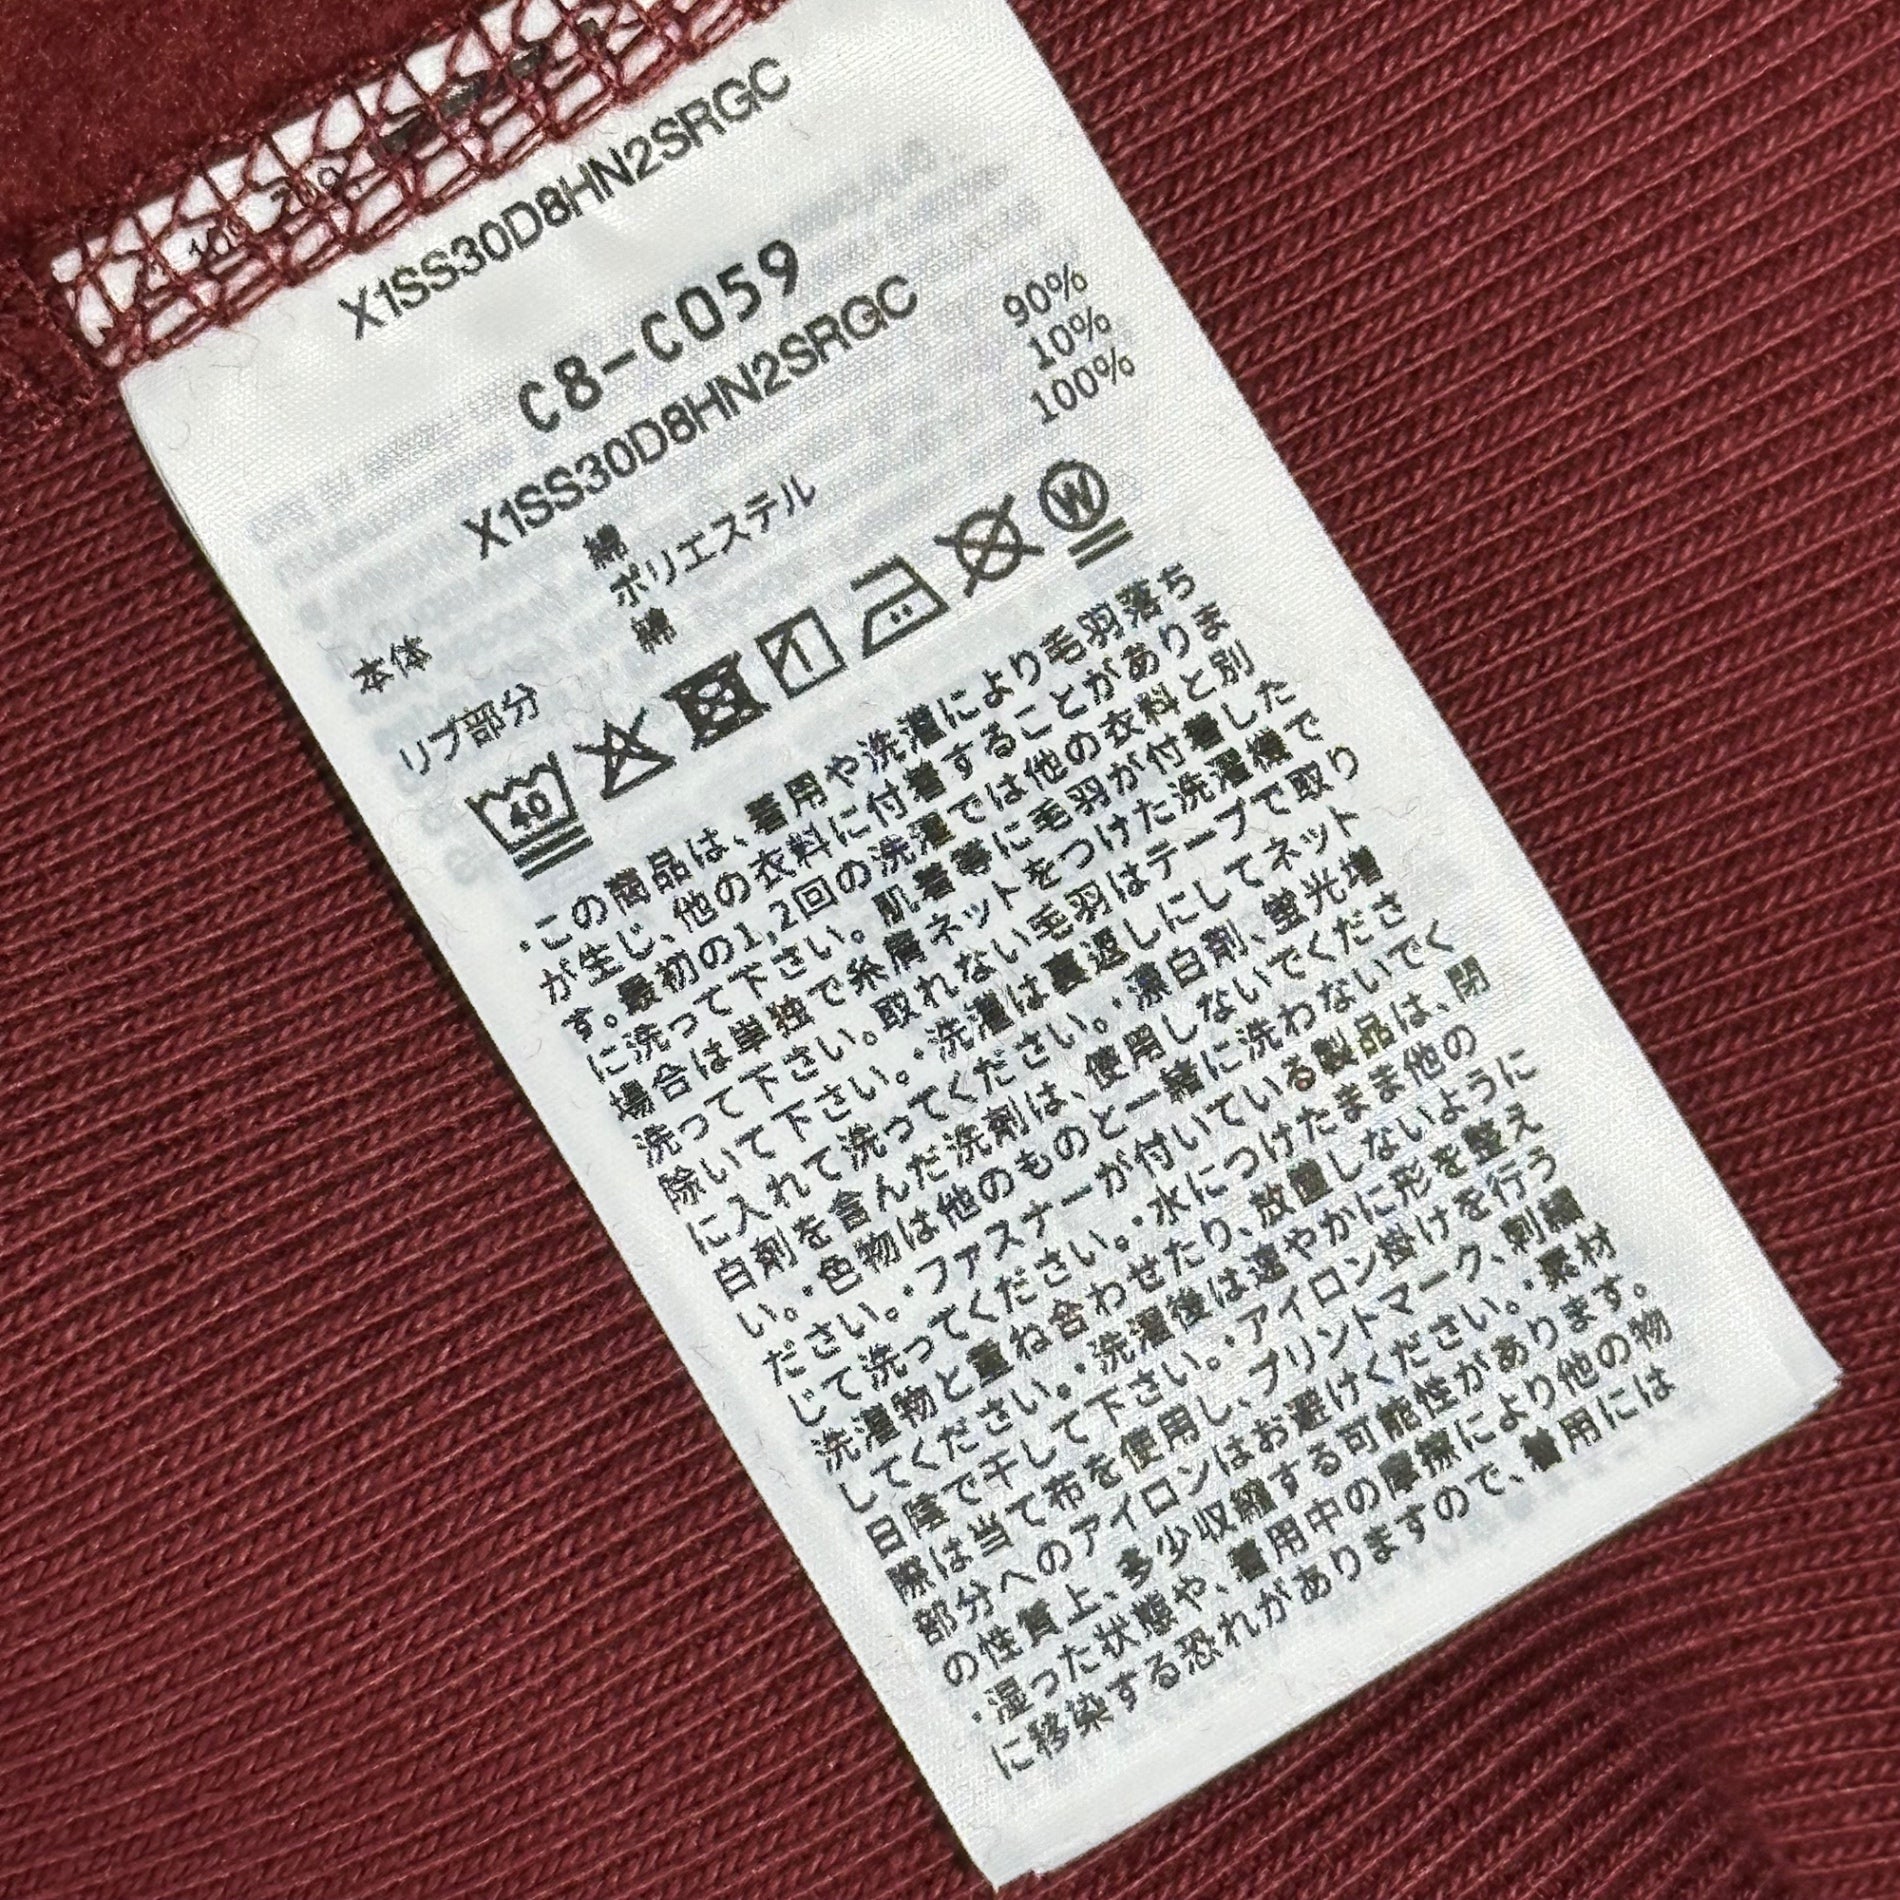 X1SS30D8HN2SRGC
C8-C059
X1SS30D8HN2SRGC
本体 綿 90%
ポリエステル 10%
リブ部分 綿 100%
40
W
・この商品は、着用や洗濯により毛羽落ち
が生じ、他の衣料に付着することがありま
す。最初の1,2回の洗濯では他の衣料と別
に洗って下さい。肌着等に毛羽が付着した
場合は単独で糸屑ネットをつけた洗濯機で
洗って下さい。取れない毛羽はテープで取り
除いて下さい。・洗濯は裏返しにしてネット
に入れて洗ってください。・漂白剤、蛍光増
白剤を含んだ洗剤は、使用しないでくださ
い。・色物は他のものと一緒に洗わないでく
ださい。・ファスナーが付いている製品は、閉
じて洗ってください。・水につけたまま他の
洗濯物と重ね合わせたり、放置しないように
してください。・洗濯後は速やかに形を整え
日陰で干して下さい。・アイロン掛けを行う
際は当て布を使用し、プリントマーク、刺繍
部分へのアイロンはお避けください。・素材
の性質上、多少収縮する可能性があります。
・湿った状態や、着用中の摩擦により他の物
に移染する恐れがありますので、着用には